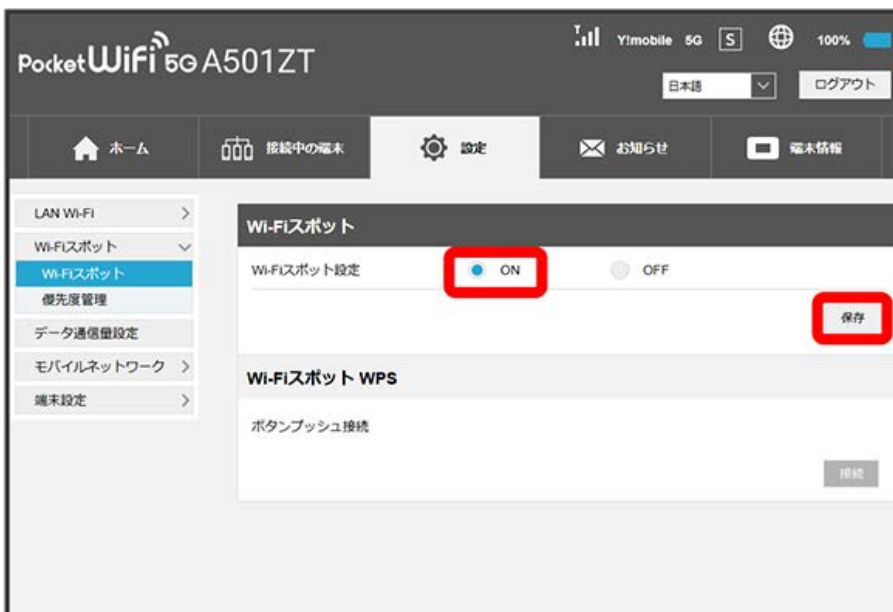 Y!mobile 5G S 100%
PocketWiFi 5G A501ZT
日本語 ログアウト
ホーム 接続中の端末 設定 お知らせ 端末情報
LAN Wi-Fi
Wi-Fiスポット
Wi-Fiスポット
優先度管理
データ通信量設定
モバイルネットワーク
端末設定
Wi-Fiスポット
Wi-Fiスポット設定 ON OFF
保存
Wi-Fiスポット WPS
ボタンプッシュ接続
接続